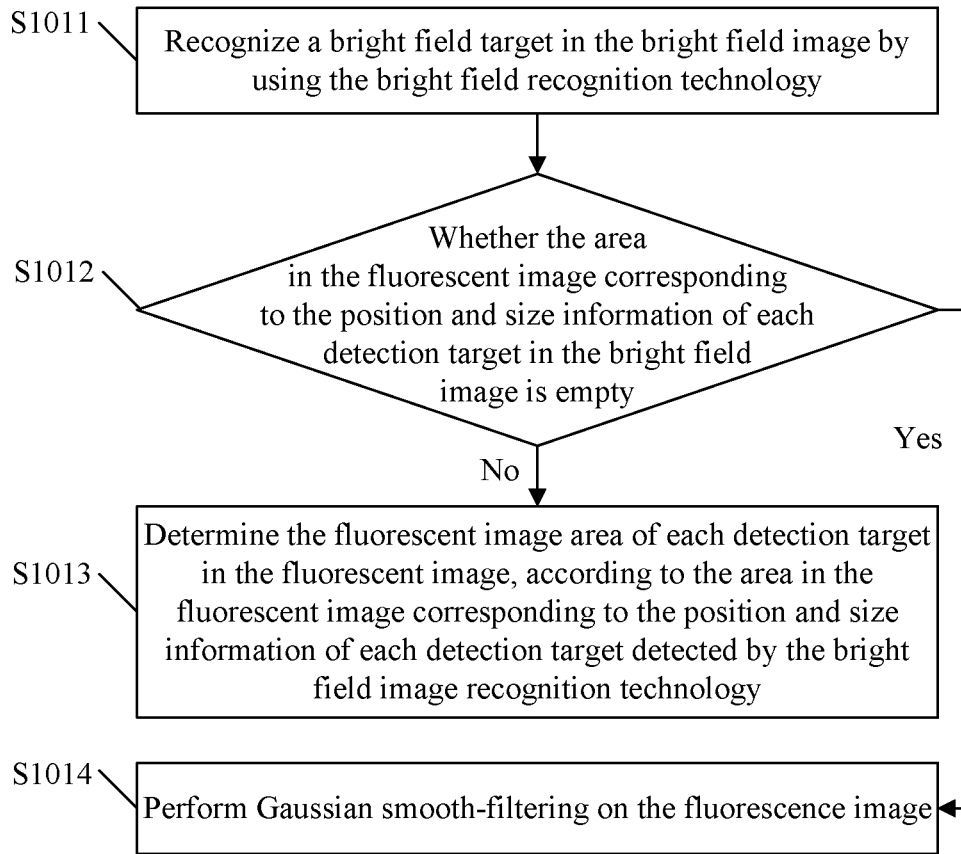 S1011
Recognize a bright field target in the bright field image by
using the bright field recognition technology
S1012
Whether the area
in the fluorescent image corresponding
to the position and size information of each
detection target in the bright field
image is empty
Yes
No
S1013
Determine the fluorescent image area of each detection target
in the fluorescent image, according to the area in the
fluorescent image corresponding to the position and size
information of each detection target detected by the bright
field image recognition technology
S1014
Perform Gaussian smooth-filtering on the fluorescence image